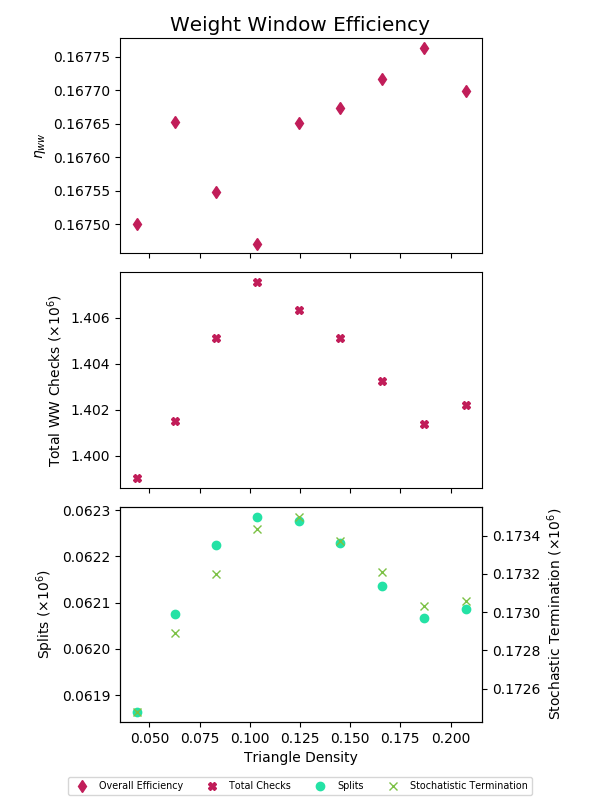 Weight Window Efficiency
0.16775
0.16770
0.16765
0.16760
0.16755
0.16750
η_ww
1.406
1.404
1.402
1.400
Total WW Checks (×10⁶)
0.0623
0.0622
0.0621
0.0620
0.0619
Splits (×10⁶)
0.1734
0.1732
0.1730
0.1728
0.1726
Stochastic Termination (×10⁶)
0.050 0.075 0.100 0.125 0.150 0.175 0.200
Triangle Density
Overall Efficiency Total Checks Splits Stochatistic Termination